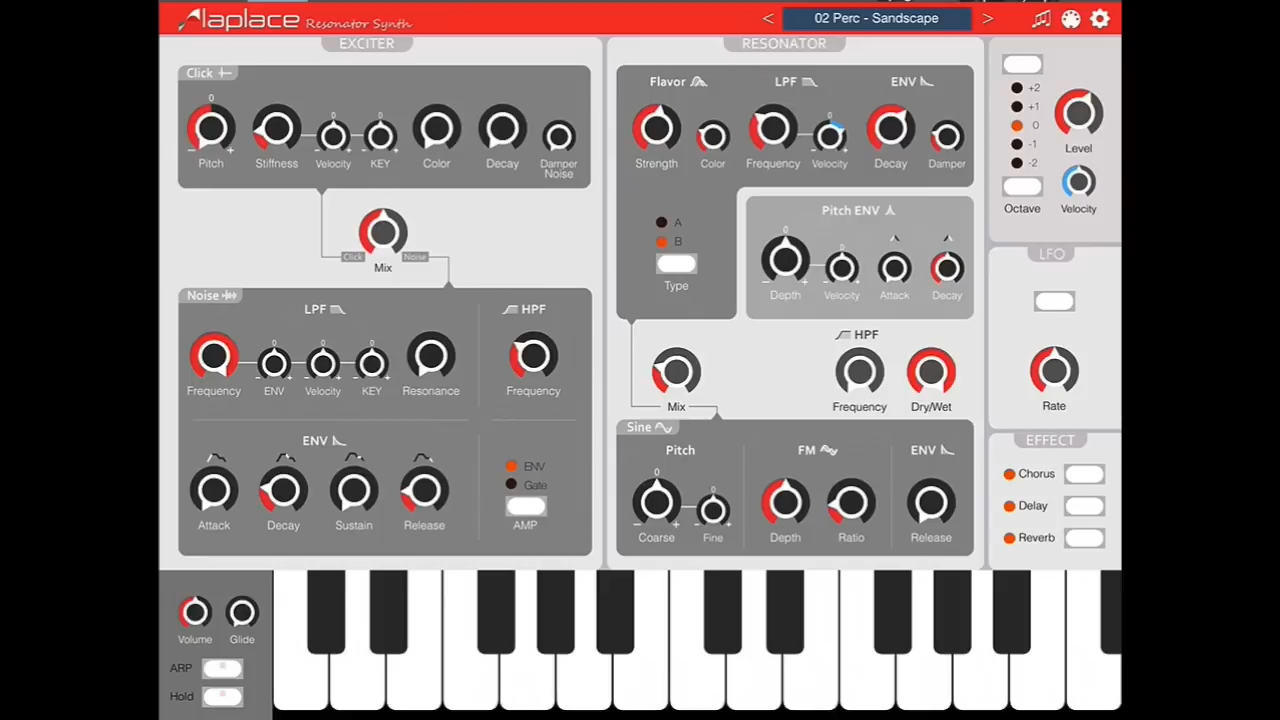 laplace Resonator Synth
< 02 Perc - Sandscape >
EXCITER
Click
0
Pitch
- +
Stiffness
0
Velocity
- +
0
KEY
- +
Color
Decay
Damper
Noise
Click Noise
Mix
Noise
LPF
Frequency
0
ENV
- +
0
Velocity
- +
0
KEY
- +
Resonance
HPF
Frequency
ENV
Attack
Decay
Sustain
Release
ENV
Gate
AMP
RESONATOR
Flavor
Strength
Color
LPF
Frequency
0
Velocity
- +
ENV
Decay
Damper
A
B
Type
Pitch ENV
0
Depth
- +
0
Velocity
- +
Attack
Decay
Mix
HPF
Frequency
Dry/Wet
Sine
Pitch
0
Coarse
- +
0
Fine
- +
FM
Depth
Ratio
ENV
Release
+2
+1
0
-1
-2
Octave
Level
Velocity
LFO
Rate
EFFECT
Chorus
Delay
Reverb
Volume
Glide
ARP
Hold